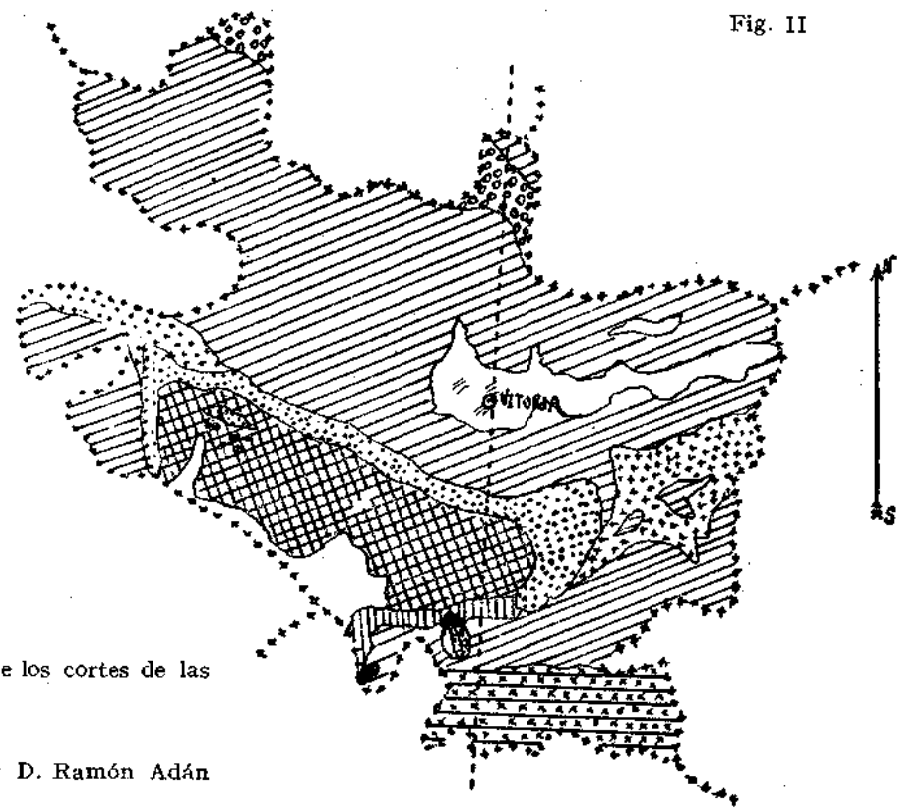 Fig. II
N
VITORIA
S
e los cortes de las
D. Ramón Adán